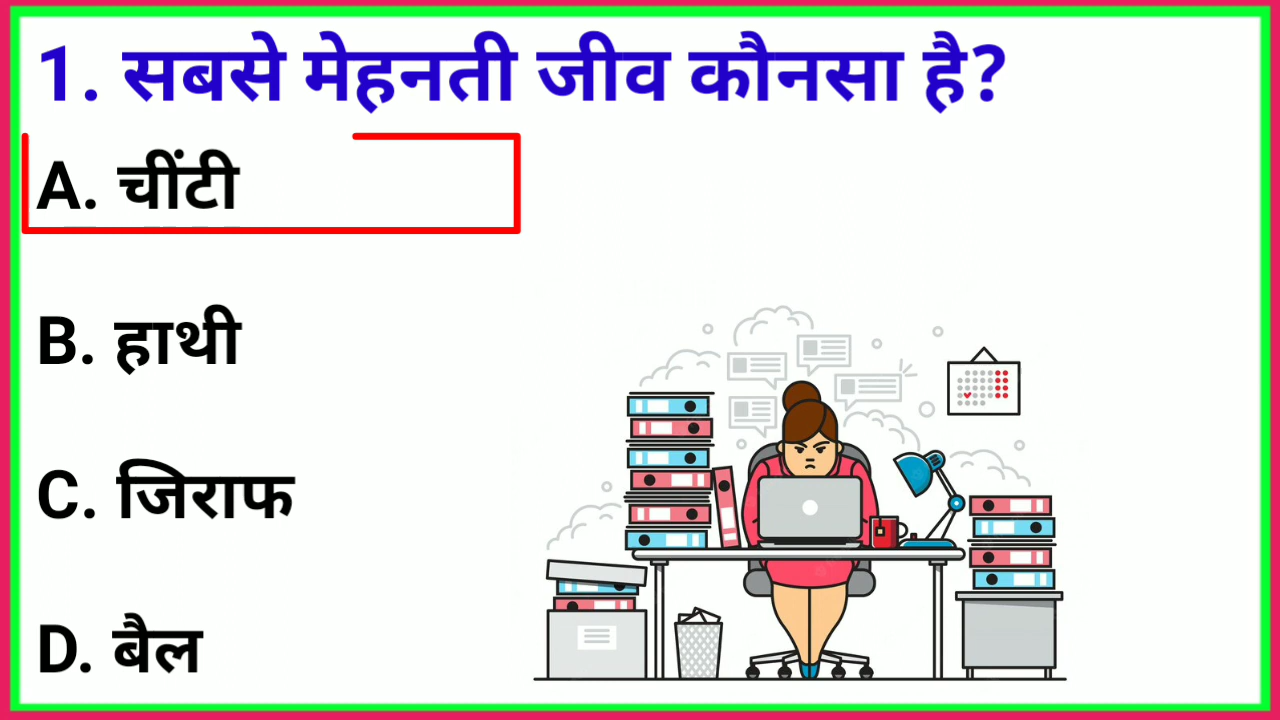 1. सबसे मेहनती जीव कौनसा है?
A. चींटी
B. हाथी
C. जिराफ
D. बैल